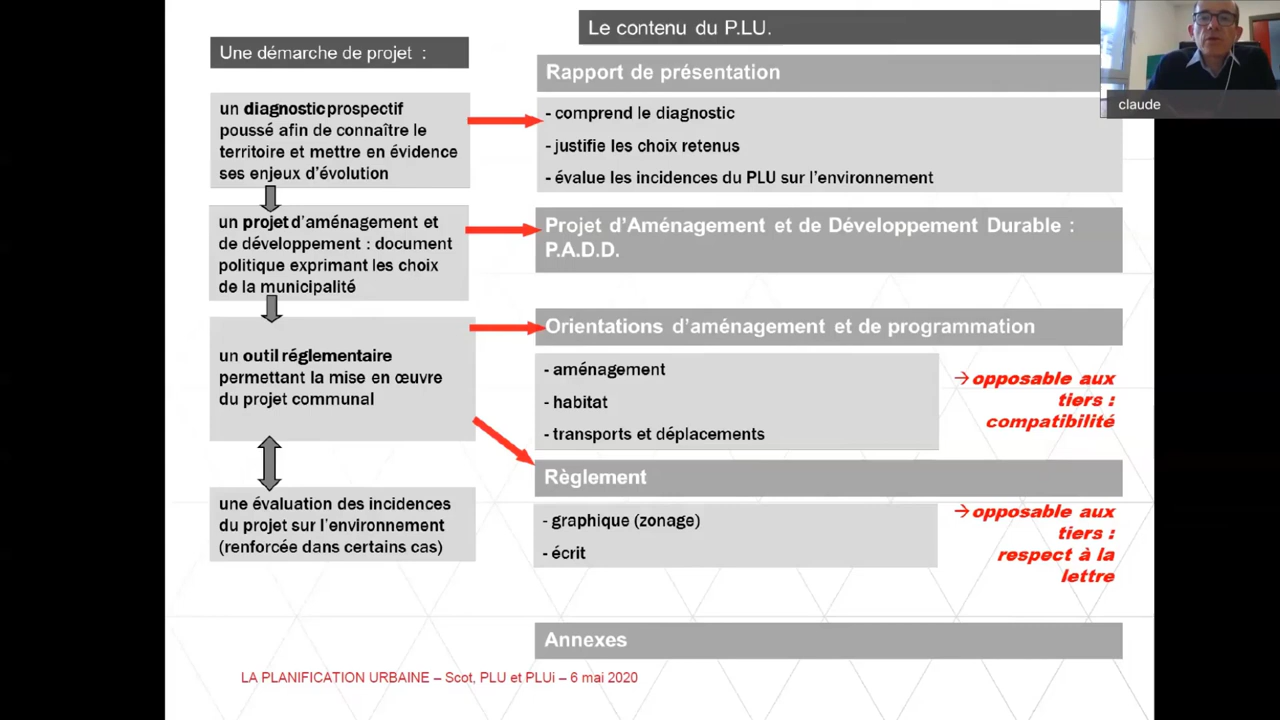 Le contenu du P.L.U.
claude
Une démarche de projet :
un diagnostic prospectif
poussé afin de connaître le
territoire et mettre en évidence
ses enjeux d'évolution
un projet d'aménagement et
de développement : document
politique exprimant les choix
de la municipalité
un outil réglementaire
permettant la mise en œuvre
du projet communal
une évaluation des incidences
du projet sur l'environnement
(renforcée dans certains cas)
Rapport de présentation
- comprend le diagnostic
- justifie les choix retenus
- évalue les incidences du PLU sur l'environnement
Projet d'Aménagement et de Développement Durable :
P.A.D.D.
Orientations d'aménagement et de programmation
- aménagement
- habitat
- transports et déplacements
→opposable aux
tiers :
compatibilité
Règlement
- graphique (zonage)
- écrit
→opposable aux
tiers :
respect à la
lettre
Annexes
LA PLANIFICATION URBAINE – Scot, PLU et PLUi – 6 mai 2020